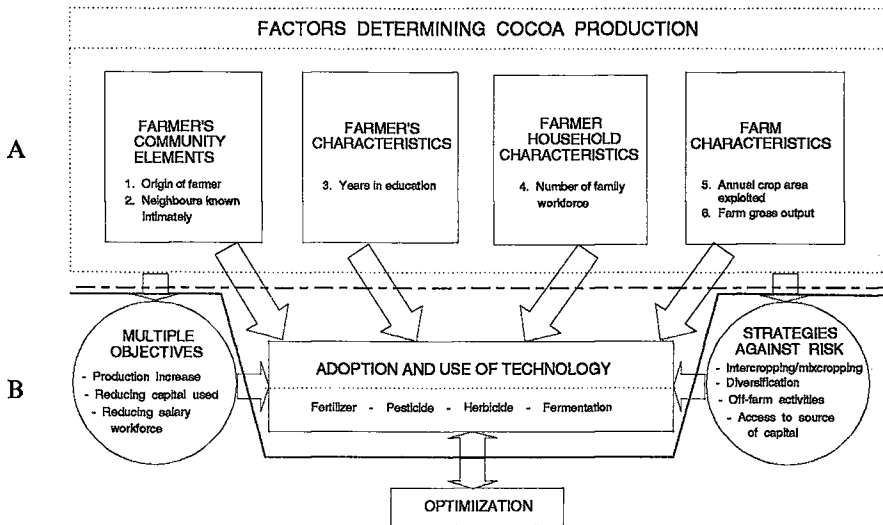 FACTORS DETERMINING COCOA PRODUCTION
A
FARMER'S
COMMUNITY
ELEMENTS
1. Origin of farmer
2. Neighbours known
intimately
FARMER'S
CHARACTERISTICS
3. Years in education
FARMER
HOUSEHOLD
CHARACTERISTICS
4. Number of family
workforce
FARM
CHARACTERISTICS
5. Annual crop area
exploited
6. Farm gross output
B
MULTIPLE
OBJECTIVES
- Production increase
- Reducing capital used
- Reducing salary
workforce
ADOPTION AND USE OF TECHNOLOGY
Fertilizer - Pesticide - Herbicide - Fermentation
STRATEGIES
AGAINST RISK
- Intercropping/mixcropping
- Diversification
- Off-farm activities
- Access to source
of capital
OPTIMIIZATION